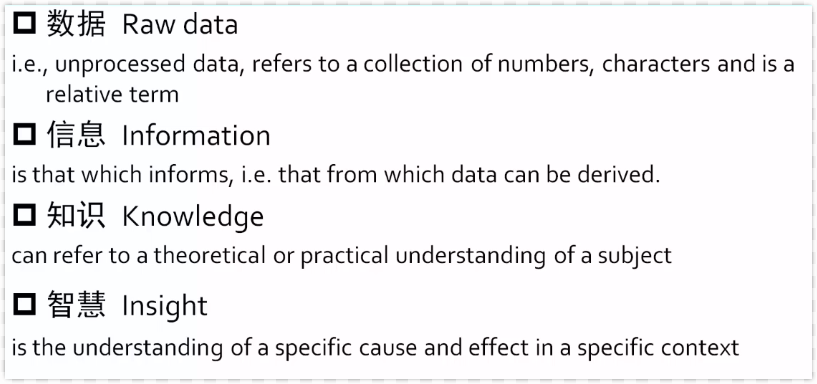 数据 Raw data
i.e., unprocessed data, refers to a collection of numbers, characters and is a
relative term
信息 Information
is that which informs, i.e. that from which data can be derived.
知识 Knowledge
can refer to a theoretical or practical understanding of a subject
智慧 Insight
is the understanding of a specific cause and effect in a specific context